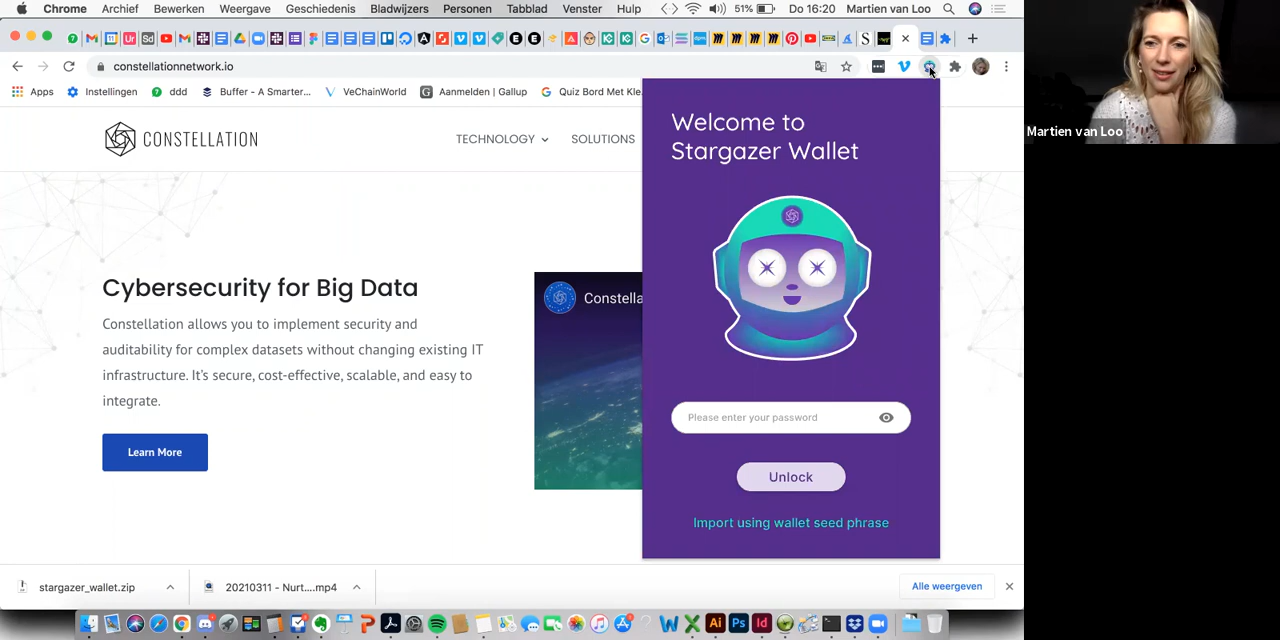 Chrome Archief Bewerken Weergave Geschiedenis Bladwijzers Personen Tabblad Venster Hulp 51% Do 16:20 Martien van Loo
constellationnetwork.io
Apps Instellingen ddd Buffer - A Smarter... VeChainWorld Aanmelden | Gallup Quiz Bord Met Kle...
CONSTELLATION TECHNOLOGY SOLUTIONS
Cybersecurity for Big Data
Constellation allows you to implement security and
auditability for complex datasets without changing existing IT
infrastructure. It's secure, cost-effective, scalable, and easy to
integrate.
Learn More
Constella
Welcome to
Stargazer Wallet
Please enter your password
Unlock
Import using wallet seed phrase
stargazer_wallet.zip 20210311 - Nurt....mp4 Alle weergeven
Martien van Loo